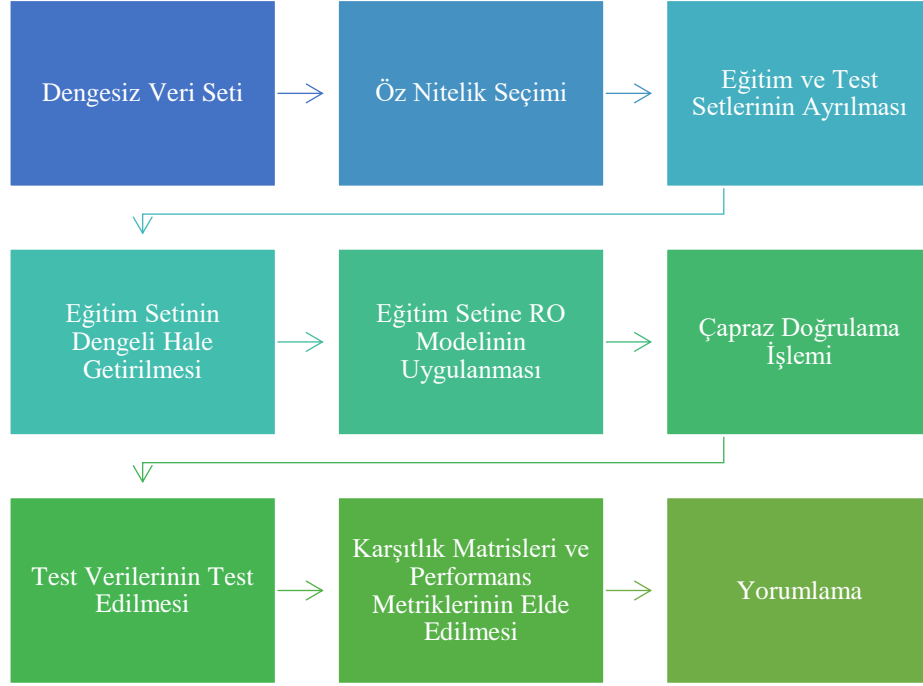 Dengesiz Veri Seti
Öz Nitelik Seçimi
Eğitim ve Test
Setlerinin Ayrılması
Eğitim Setinin
Dengeli Hale
Getirilmesi
Eğitim Setine RO
Modelinin
Uygulanması
Çapraz Doğrulama
İşlemi
Test Verilerinin Test
Edilmesi
Karşıtlık Matrisleri ve
Performans
Metriklerinin Elde
Edilmesi
Yorumlama